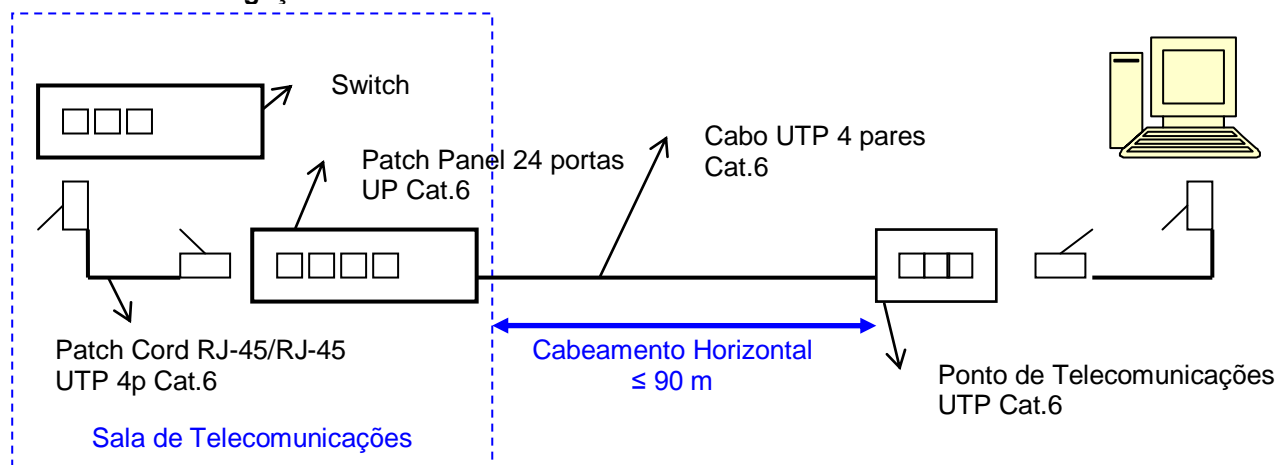 Switch
Patch Panel 24 portas
UP Cat.6
Cabo UTP 4 pares
Cat.6
Patch Cord RJ-45/RJ-45
UTP 4p Cat.6
Cabeamento Horizontal
≤ 90 m
Ponto de Telecomunicações
UTP Cat.6
Sala de Telecomunicações